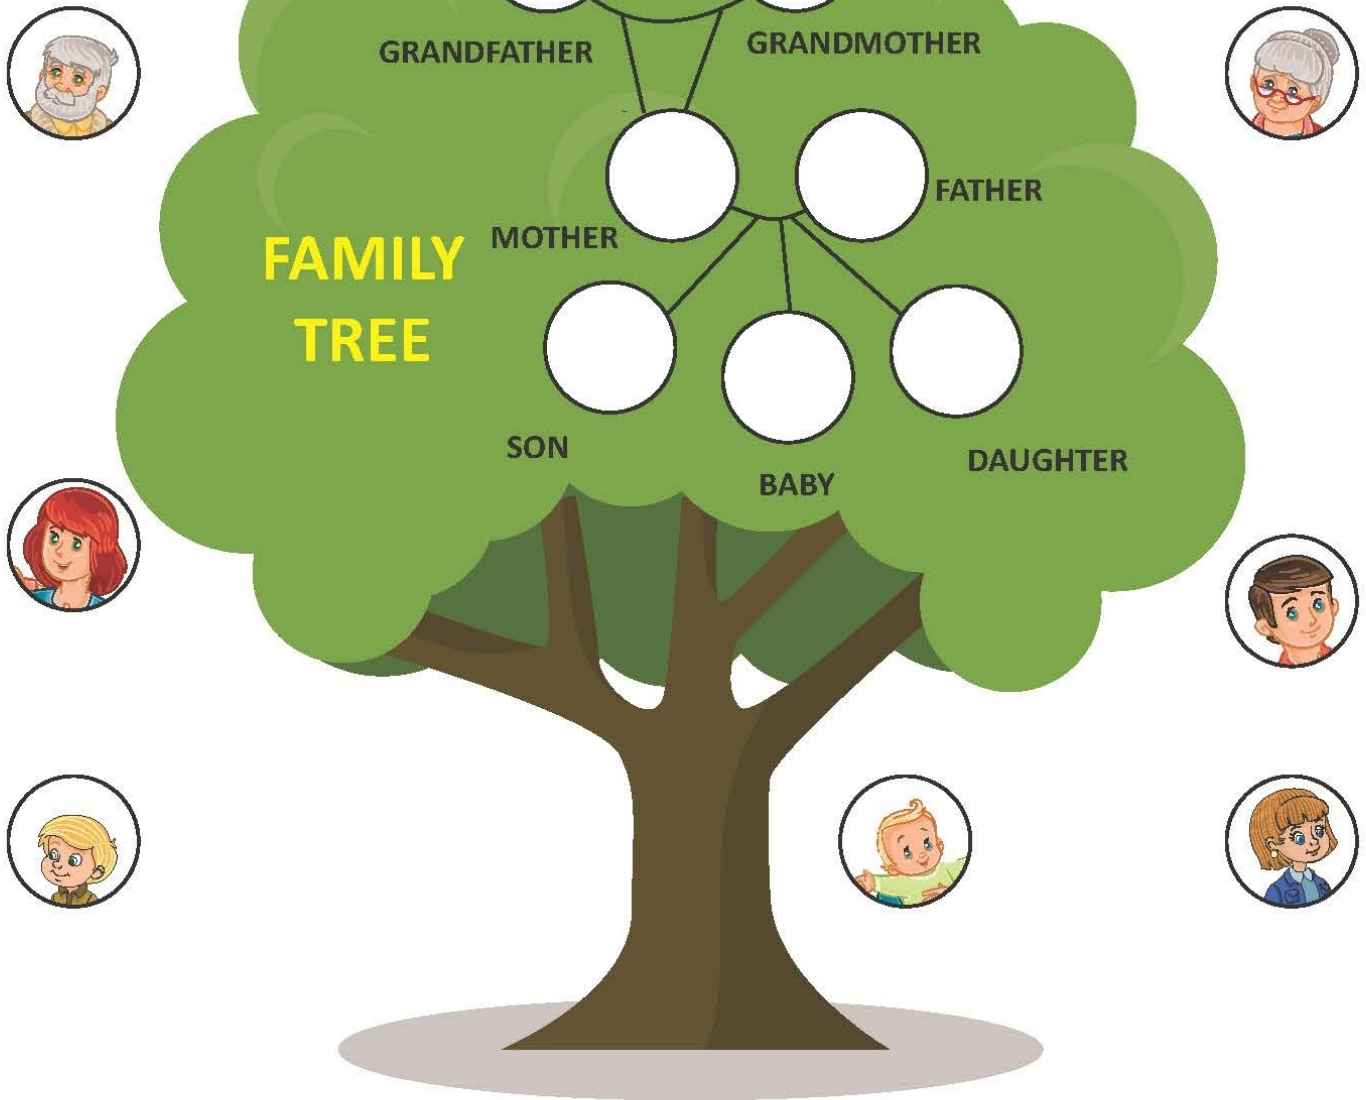 GRANDFATHER
GRANDMOTHER
FATHER
MOTHER
FAMILY
TREE
SON
BABY
DAUGHTER